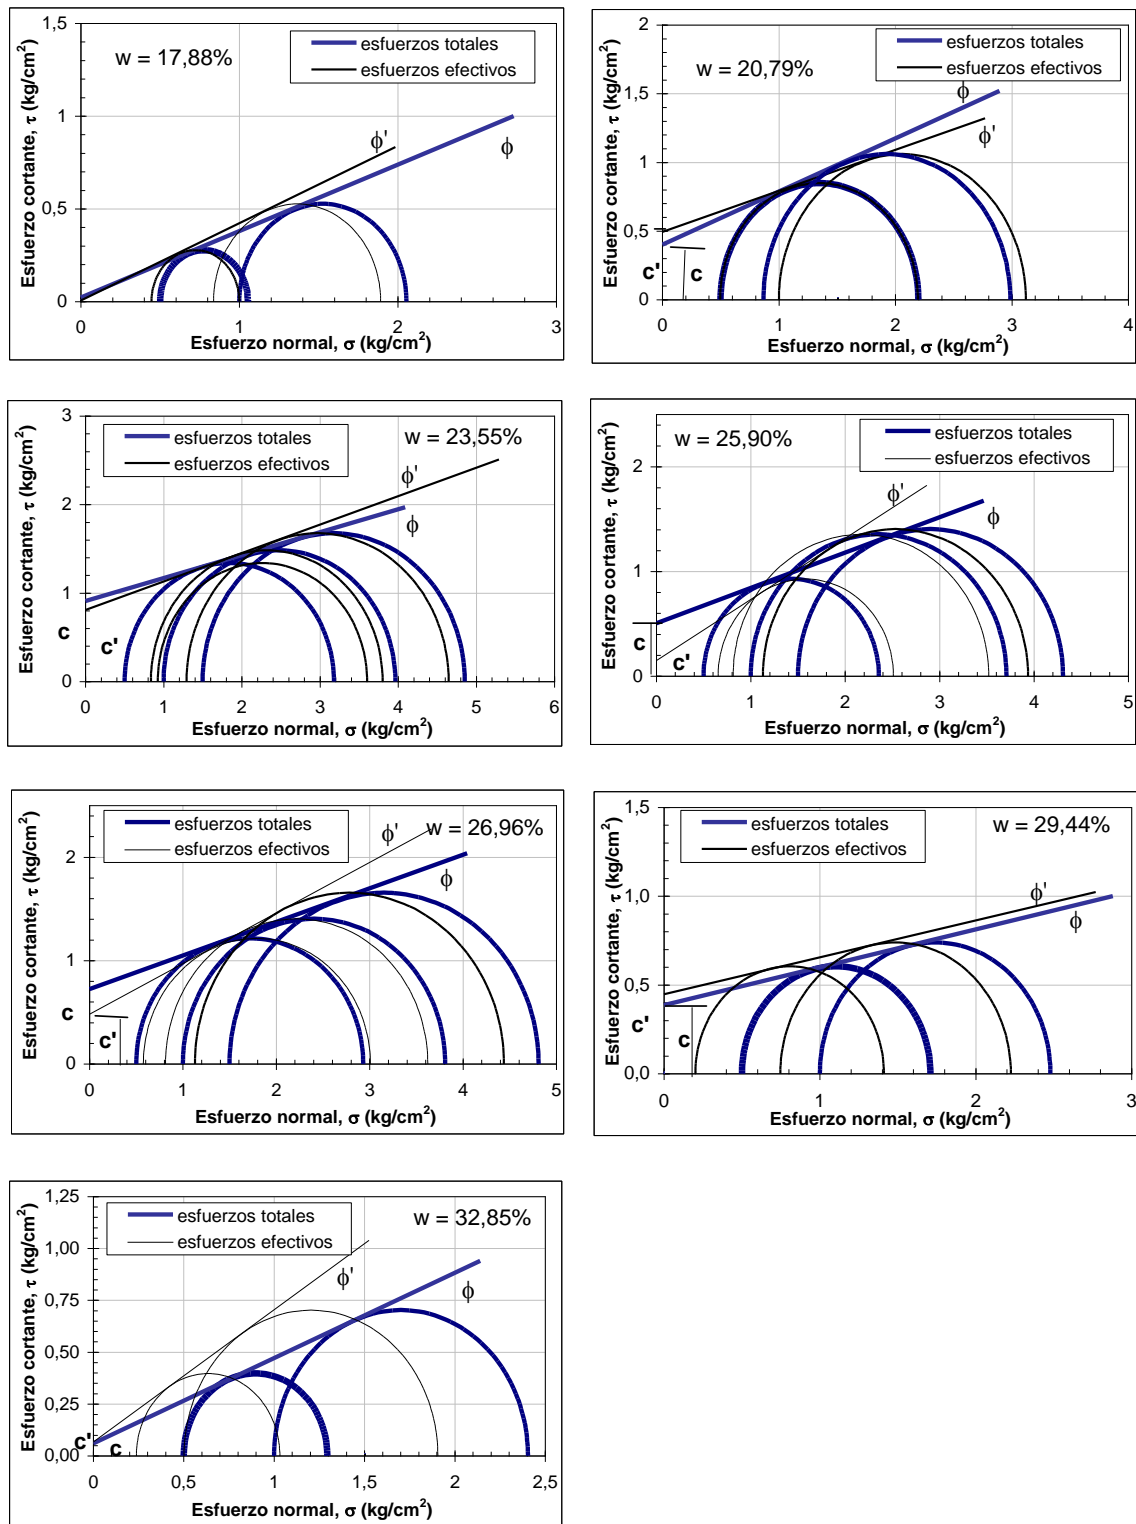 1,5
1
0,5
0
Esfuerzo cortante, τ (kg/cm²)
w = 17,88%
esfuerzos totales
esfuerzos efectivos
ϕ'
ϕ
0 1 2 3
Esfuerzo normal, σ (kg/cm²)
2
1,5
1
0,5
0
Esfuerzo cortante, τ (kg/cm²)
w = 20,79%
esfuerzos totales
esfuerzos efectivos
ϕ
ϕ'
c' c
0 1 2 3 4
Esfuerzo normal, σ (kg/cm²)
3
2
1
0
Esfuerzo cortante, τ (kg/cm²)
esfuerzos totales
esfuerzos efectivos
w = 23,55%
ϕ'
ϕ
c
c'
0 1 2 3 4 5 6
Esfuerzo normal, σ (kg/cm²)
2
1
0
Esfuerzo cortante, τ (kg/cm²)
w = 25,90%
esfuerzos totales
esfuerzos efectivos
ϕ'
ϕ
c
c'
0 1 2 3 4 5
Esfuerzo normal, σ (kg/cm²)
2
1
0
Esfuerzo cortante, τ (kg/cm²)
esfuerzos totales
esfuerzos efectivos
w = 26,96%
ϕ'
ϕ
c
c'
0 1 2 3 4 5
Esfuerzo normal, σ (kg/cm²)
1,5
1,0
0,5
0,0
Esfuerzo cortante, τ (kg/cm²)
esfuerzos totales
esfuerzos efectivos
w = 29,44%
ϕ'
ϕ
c'
c
0 1 2 3
Esfuerzo normal, σ (kg/cm²)
1,25
1,00
0,75
0,50
0,25
0,00
Esfuerzo cortante, τ (kg/cm²)
esfuerzos totales
esfuerzos efectivos
w = 32,85%
ϕ'
ϕ
c' c
0 0,5 1 1,5 2 2,5
Esfuerzo normal, σ (kg/cm²)